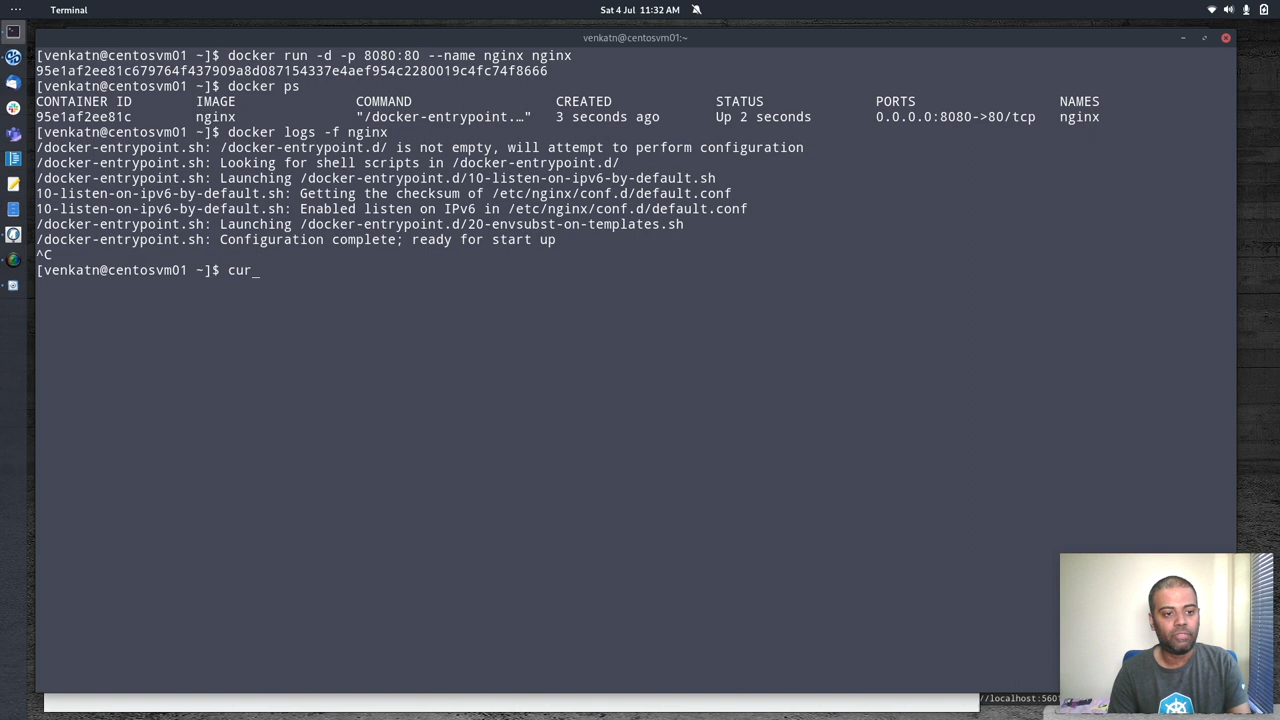 Terminal
Sat 4 Jul 11:32 AM
venkatn@centosvm01:~
[venkatn@centosvm01 ~]$ docker run -d -p 8080:80 --name nginx nginx
95e1af2ee81c679764f437909a8d087154337e4aef954c2280019c4fc74f8666
[venkatn@centosvm01 ~]$ docker ps
CONTAINER ID IMAGE COMMAND CREATED STATUS PORTS NAMES
95e1af2ee81c nginx "/docker-entrypoint.…" 3 seconds ago Up 2 seconds 0.0.0.0:8080->80/tcp nginx
[venkatn@centosvm01 ~]$ docker logs -f nginx
/docker-entrypoint.sh: /docker-entrypoint.d/ is not empty, will attempt to perform configuration
/docker-entrypoint.sh: Looking for shell scripts in /docker-entrypoint.d/
/docker-entrypoint.sh: Launching /docker-entrypoint.d/10-listen-on-ipv6-by-default.sh
10-listen-on-ipv6-by-default.sh: Getting the checksum of /etc/nginx/conf.d/default.conf
10-listen-on-ipv6-by-default.sh: Enabled listen on IPv6 in /etc/nginx/conf.d/default.conf
/docker-entrypoint.sh: Launching /docker-entrypoint.d/20-envsubst-on-templates.sh
/docker-entrypoint.sh: Configuration complete; ready for start up
^C
[venkatn@centosvm01 ~]$ cur_
//localhost:560